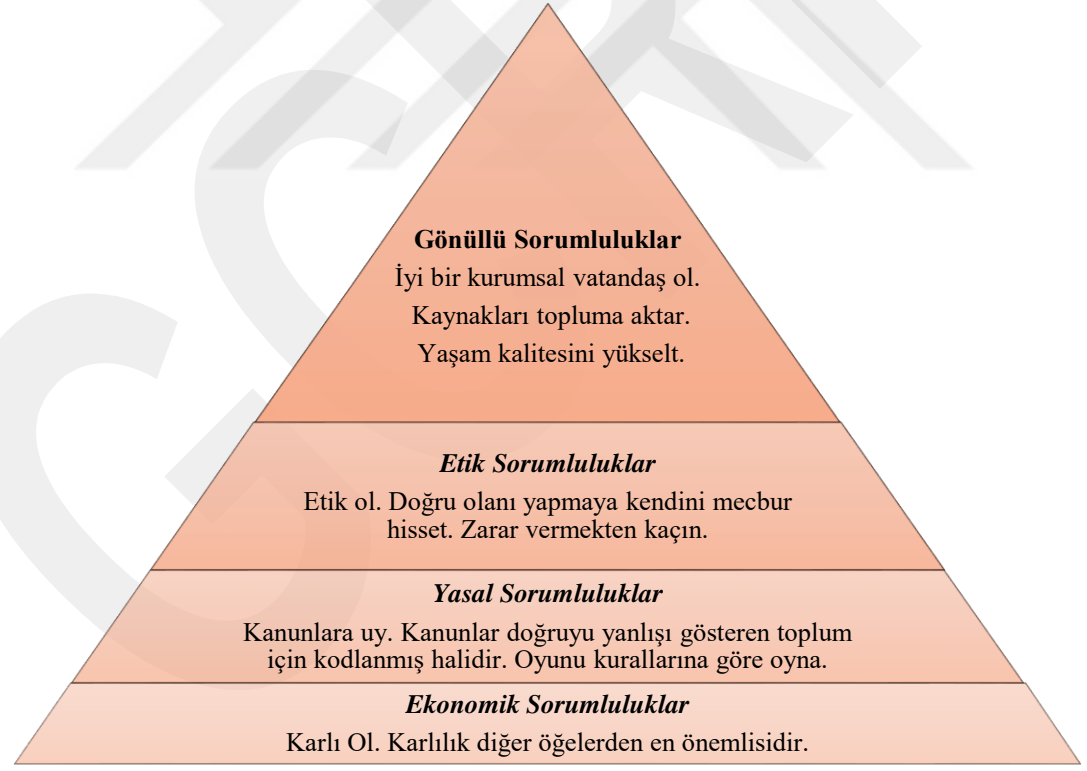 Gönüllü Sorumluluklar
İyi bir kurumsal vatandaş ol.
Kaynakları topluma aktar.
Yaşam kalitesini yükselt.
Etik Sorumluluklar
Etik ol. Doğru olanı yapmaya kendini mecbur
hisset. Zarar vermekten kaçın.
Yasal Sorumluluklar
Kanunlara uy. Kanunlar doğruyu yanlışı gösteren toplum
için kodlanmış halidir. Oyunu kurallarına göre oyna.
Ekonomik Sorumluluklar
Karlı Ol. Karlılık diğer öğelerden en önemlisidir.